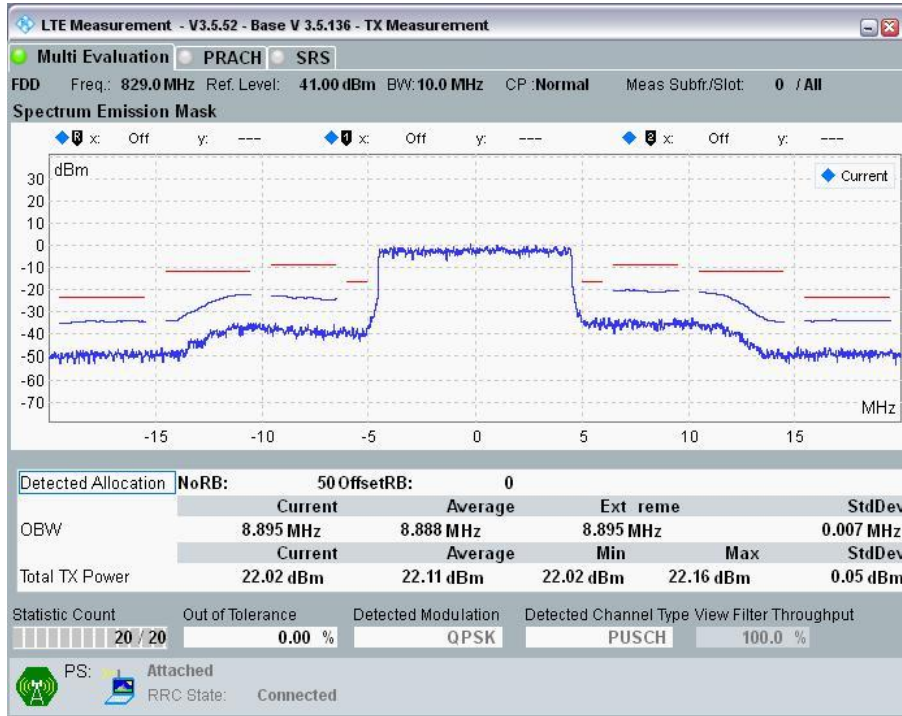 LTE Measurement - V3.5.52 - Base V 3.5.136 - TX Measurement
Multi Evaluation PRACH SRS
FDD Freq.: 829.0 MHz Ref. Level: 41.00 dBm BW: 10.0 MHz CP :Normal Meas Subfr./Slot: 0 / All
Spectrum Emission Mask
R x: Off y: --- 1 x: Off y: --- 2 x: Off y: ---
dBm
Current
30
20
10
0
-10
-20
-30
-40
-50
-60
-70
MHz
-15 -10 -5 0 5 10 15
Detected Allocation NoRB: 50 OffsetRB: 0
Current Average Ext reme StdDev
OBW 8.895 MHz 8.888 MHz 8.895 MHz 0.007 MHz
Current Average Min Max StdDev
Total TX Power 22.02 dBm 22.11 dBm 22.02 dBm 22.16 dBm 0.05 dBm
Statistic Count Out of Tolerance Detected Modulation Detected Channel Type View Filter Throughput
20 / 20 0.00 % QPSK PUSCH 100.0 %
PS: Attached
RRC State: Connected